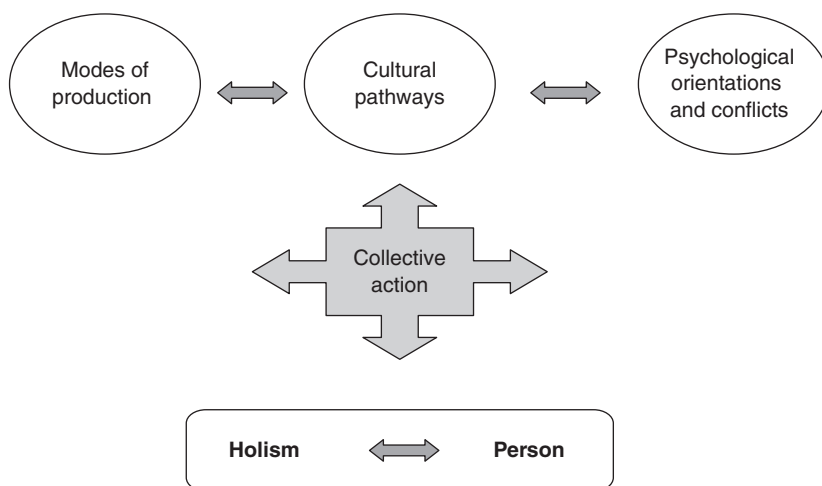 Modes of
production
Cultural
pathways
Psychological
orientations
and conflicts
Collective
action
Holism
Person